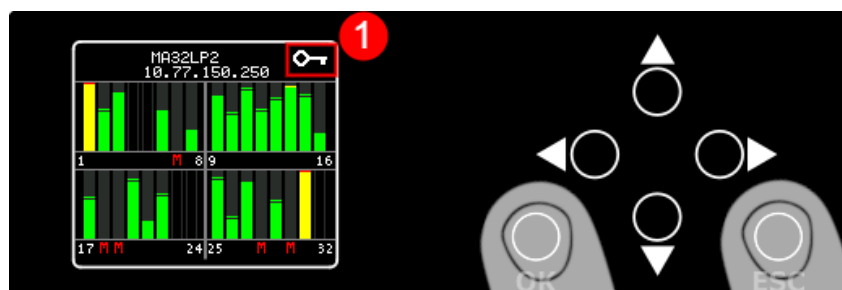 1
MA32LP2
10.77.150.250
1 M 8 9 16
17 M M 24 25 M M 32
OK ESC